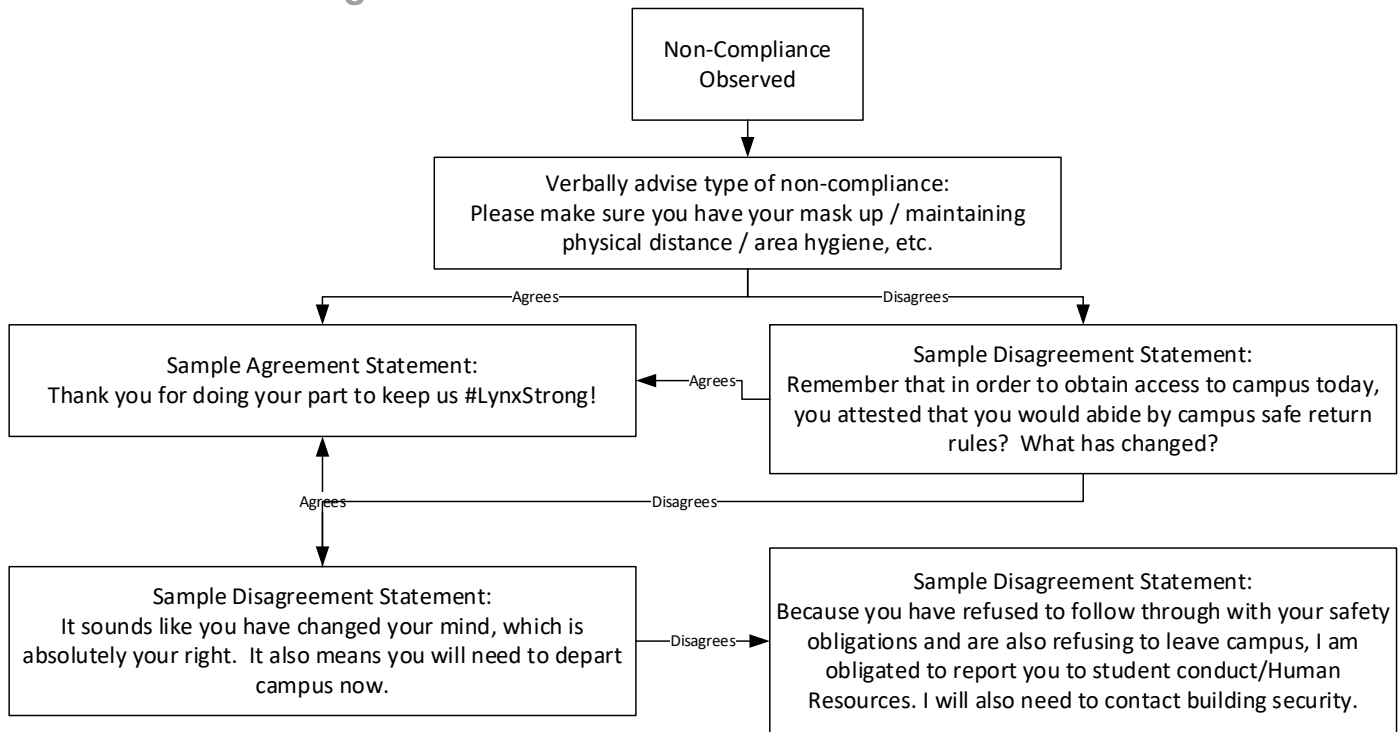 Non-Compliance
Observed
Verbally advise type of non-compliance:
Please make sure you have your mask up / maintaining
physical distance / area hygiene, etc.
Agrees
Disagrees
Sample Agreement Statement:
Thank you for doing your part to keep us #LynxStrong!
Agrees
Sample Disagreement Statement:
Remember that in order to obtain access to campus today,
you attested that you would abide by campus safe return
rules?  What has changed?
Agrees
Disagrees
Sample Disagreement Statement:
It sounds like you have changed your mind, which is
absolutely your right.  It also means you will need to depart
campus now.
Disagrees
Sample Disagreement Statement:
Because you have refused to follow through with your safety
obligations and are also refusing to leave campus, I am
obligated to report you to student conduct/Human
Resources. I will also need to contact building security.